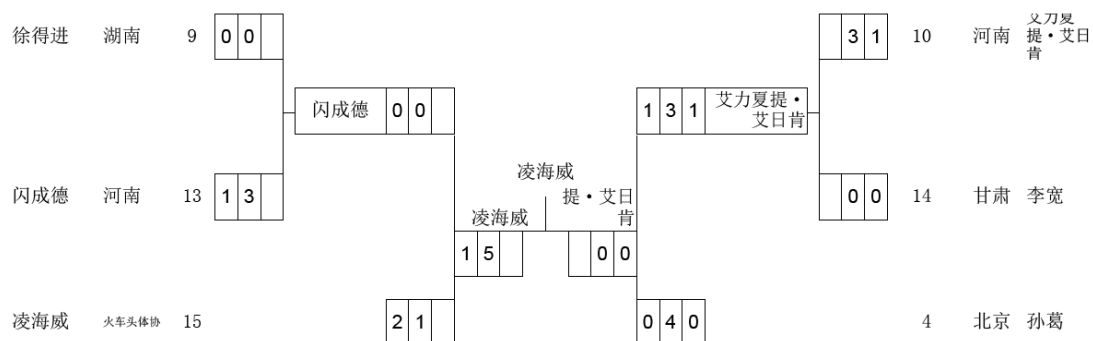 徐得进 湖南 9 0 0
3 1 10 河南 艾力夏提·艾日肯
闪成德 0 0
1 3 1 艾力夏提·
艾日肯
凌海威
闪成德 河南 13 1 3
0 0 14 甘肃 李宽
凌海威
提·艾日
肯
1 5
0 0
凌海威 火车头体协 15 2 1
0 4 0 4 北京 孙葛